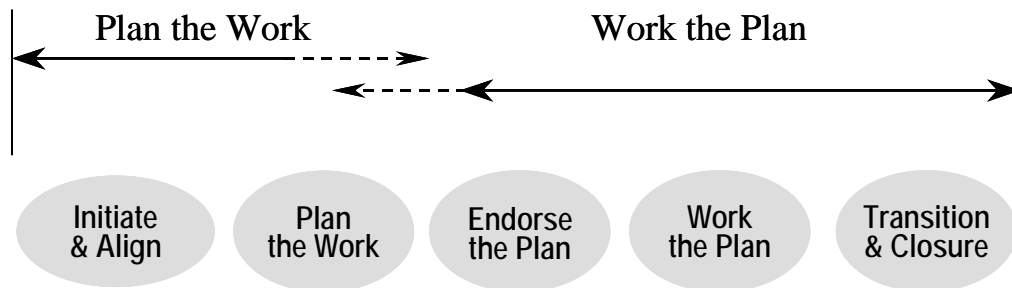 Plan the Work
Work the Plan
Initiate
& Align
Plan
the Work
Endorse
the Plan
Work
the Plan
Transition
& Closure